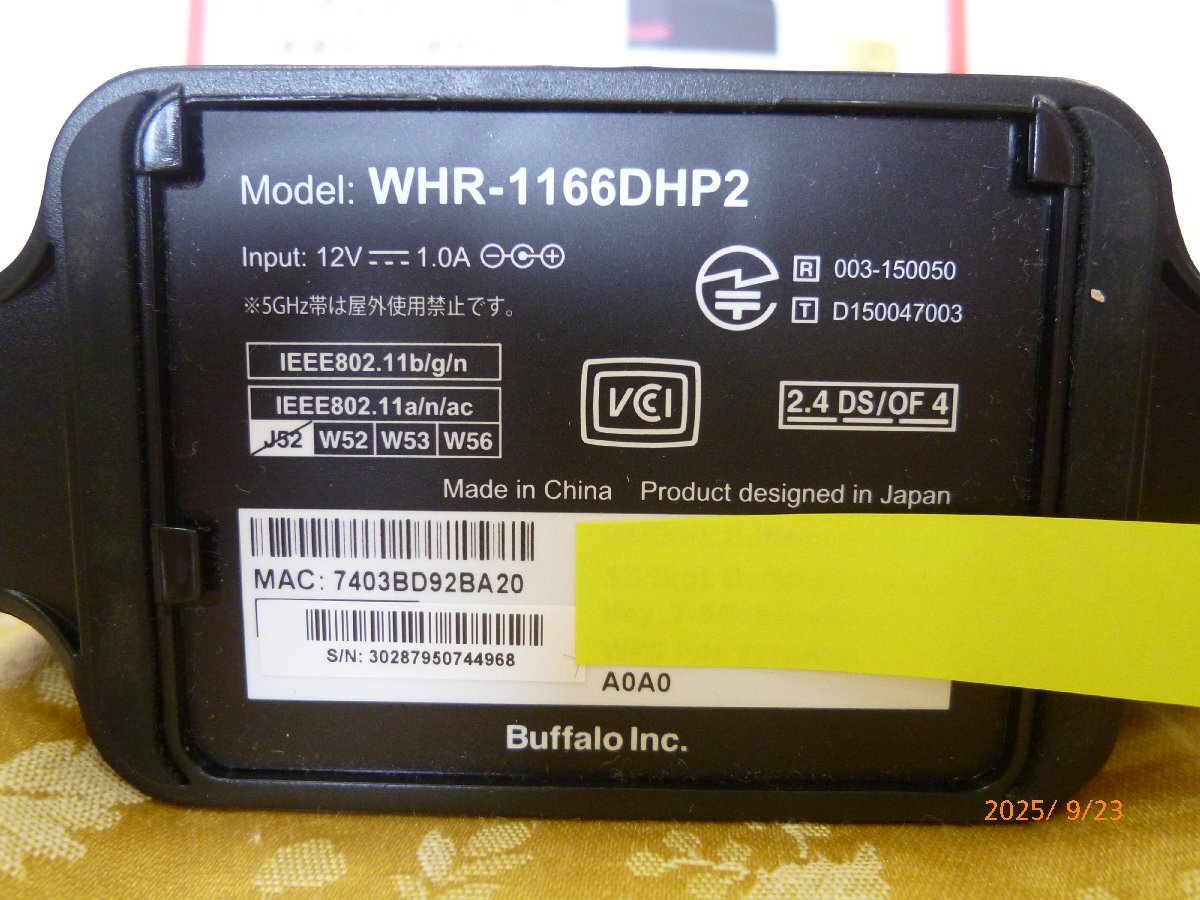 Model: WHR-1166DHP2
Input: 12V 1.0A
※5GHz帯は屋外使用禁止です。
R 003-150050
T D150047003
IEEE802.11b/g/n
IEEE802.11a/n/ac
J52 W52 W53 W56
VCCI
2.4 DS/OF 4
Made in China Product designed in Japan
MAC: 7403BD92BA20
S/N: 30287950744968
A0A0
Buffalo Inc.
2025/ 9/23